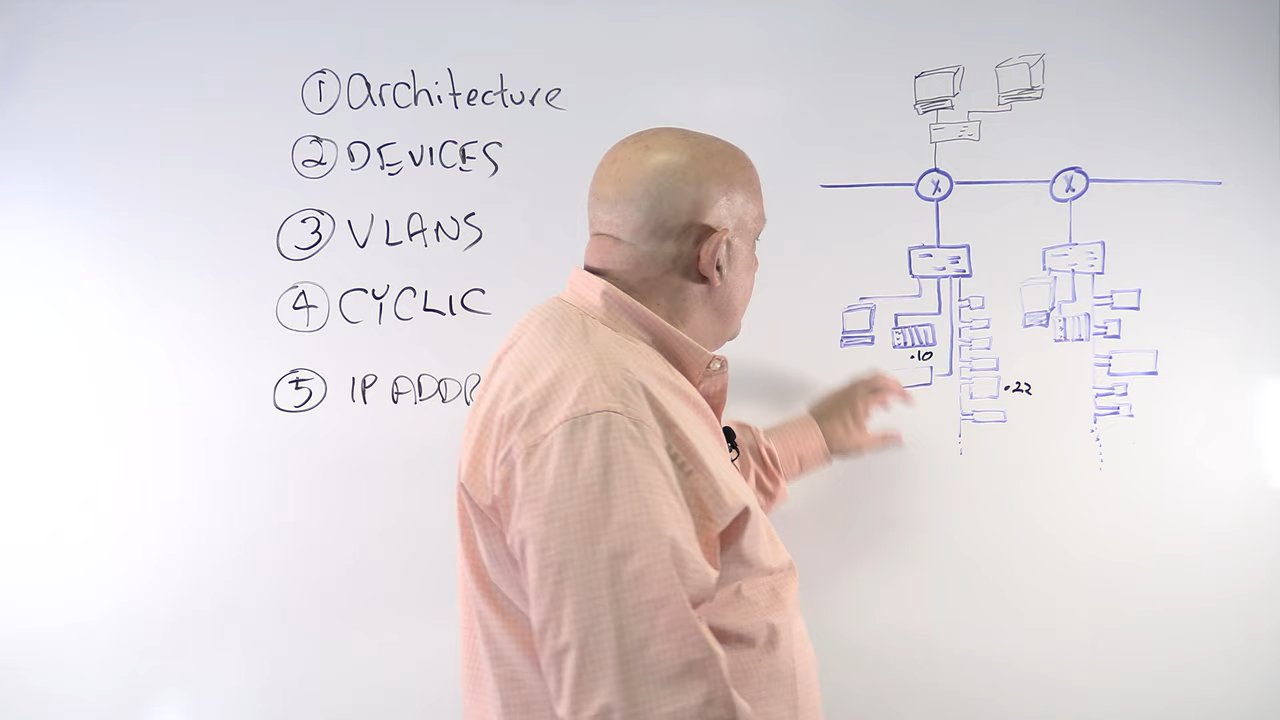 ① Architecture
② DEVICES
③ VLANS
④ CYCLIC
⑤ IP ADDR
X X
.10
.22